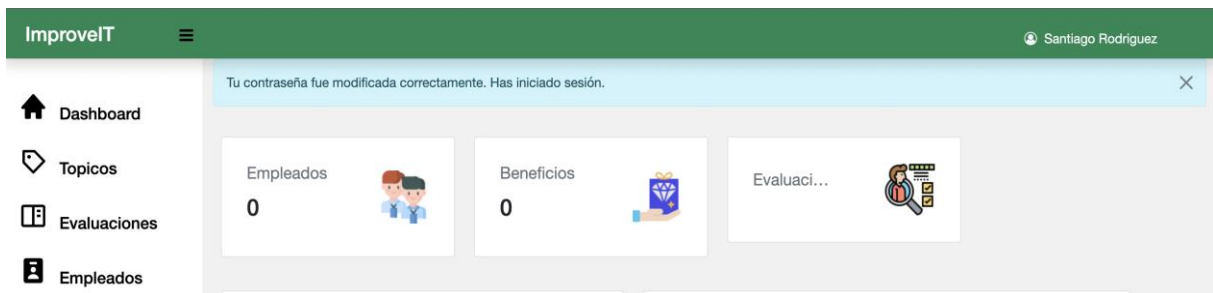 ImproveIT
Santiago Rodriguez
Tu contraseña fue modificada correctamente. Has iniciado sesión.
Dashboard
Topicos
Evaluaciones
Empleados
Empleados
0
Beneficios
0
Evaluaci...